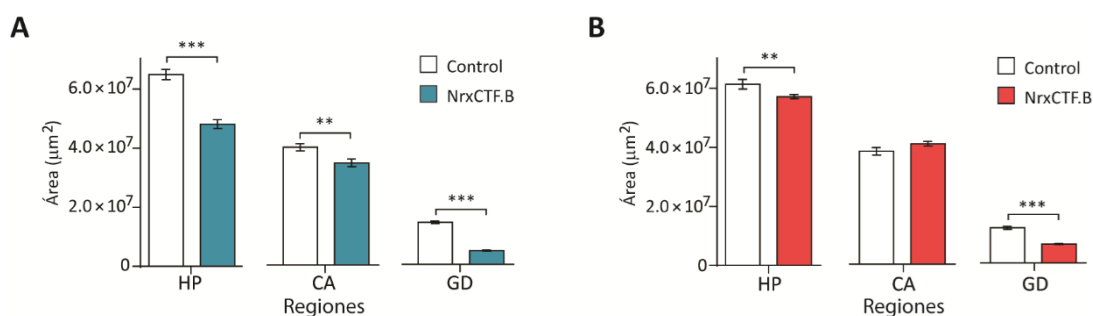 A
Área (μm²)
6.0×10⁷
4.0×10⁷
2.0×10⁷
0
***
**
***
Control
NrxCTF.B
HP
CA
GD
Regiones
B
Área (μm²)
6.0×10⁷
4.0×10⁷
2.0×10⁷
0
**
***
Control
NrxCTF.B
HP
CA
GD
Regiones